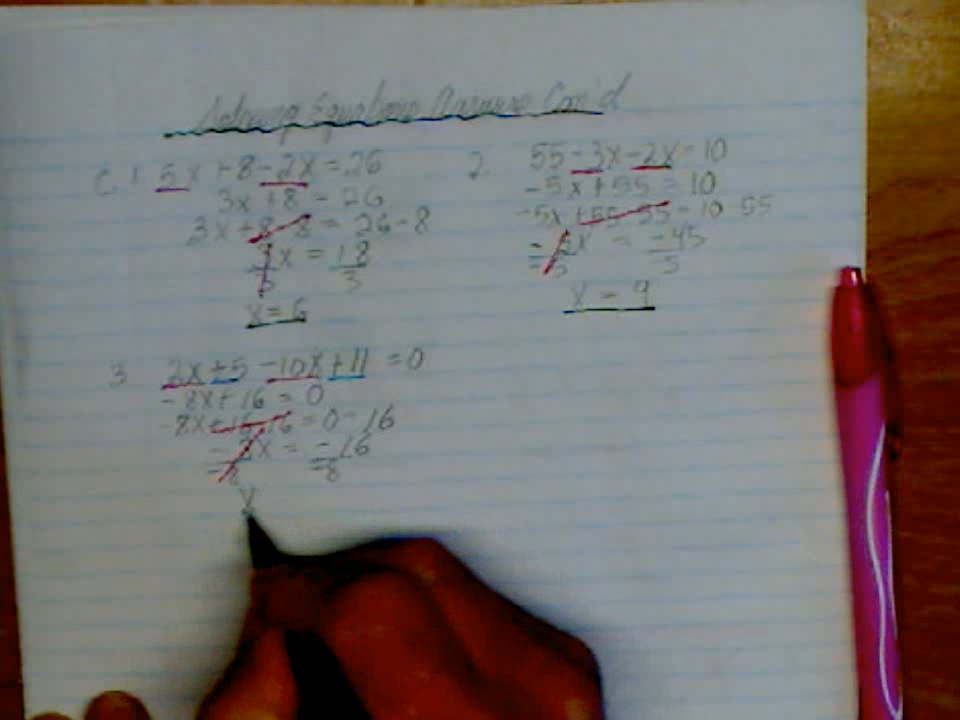 Solving Equations Answers Con'd
C. 1. 5x + 8 - 2x = 26
3x + 8 = 26
3x + 8 - 8 = 26 - 8
3x = 18
3 3
x = 6
2. 55 - 3x - 2x = 10
-5x + 55 = 10
-5x + 55 - 55 = 10 - 55
-5x = -45
-5 -5
x = 9
3. 2x + 5 - 10x + 11 = 0
-8x + 16 = 0
-8x + 16 - 16 = 0 - 16
-8x = -16
-8 -8
x